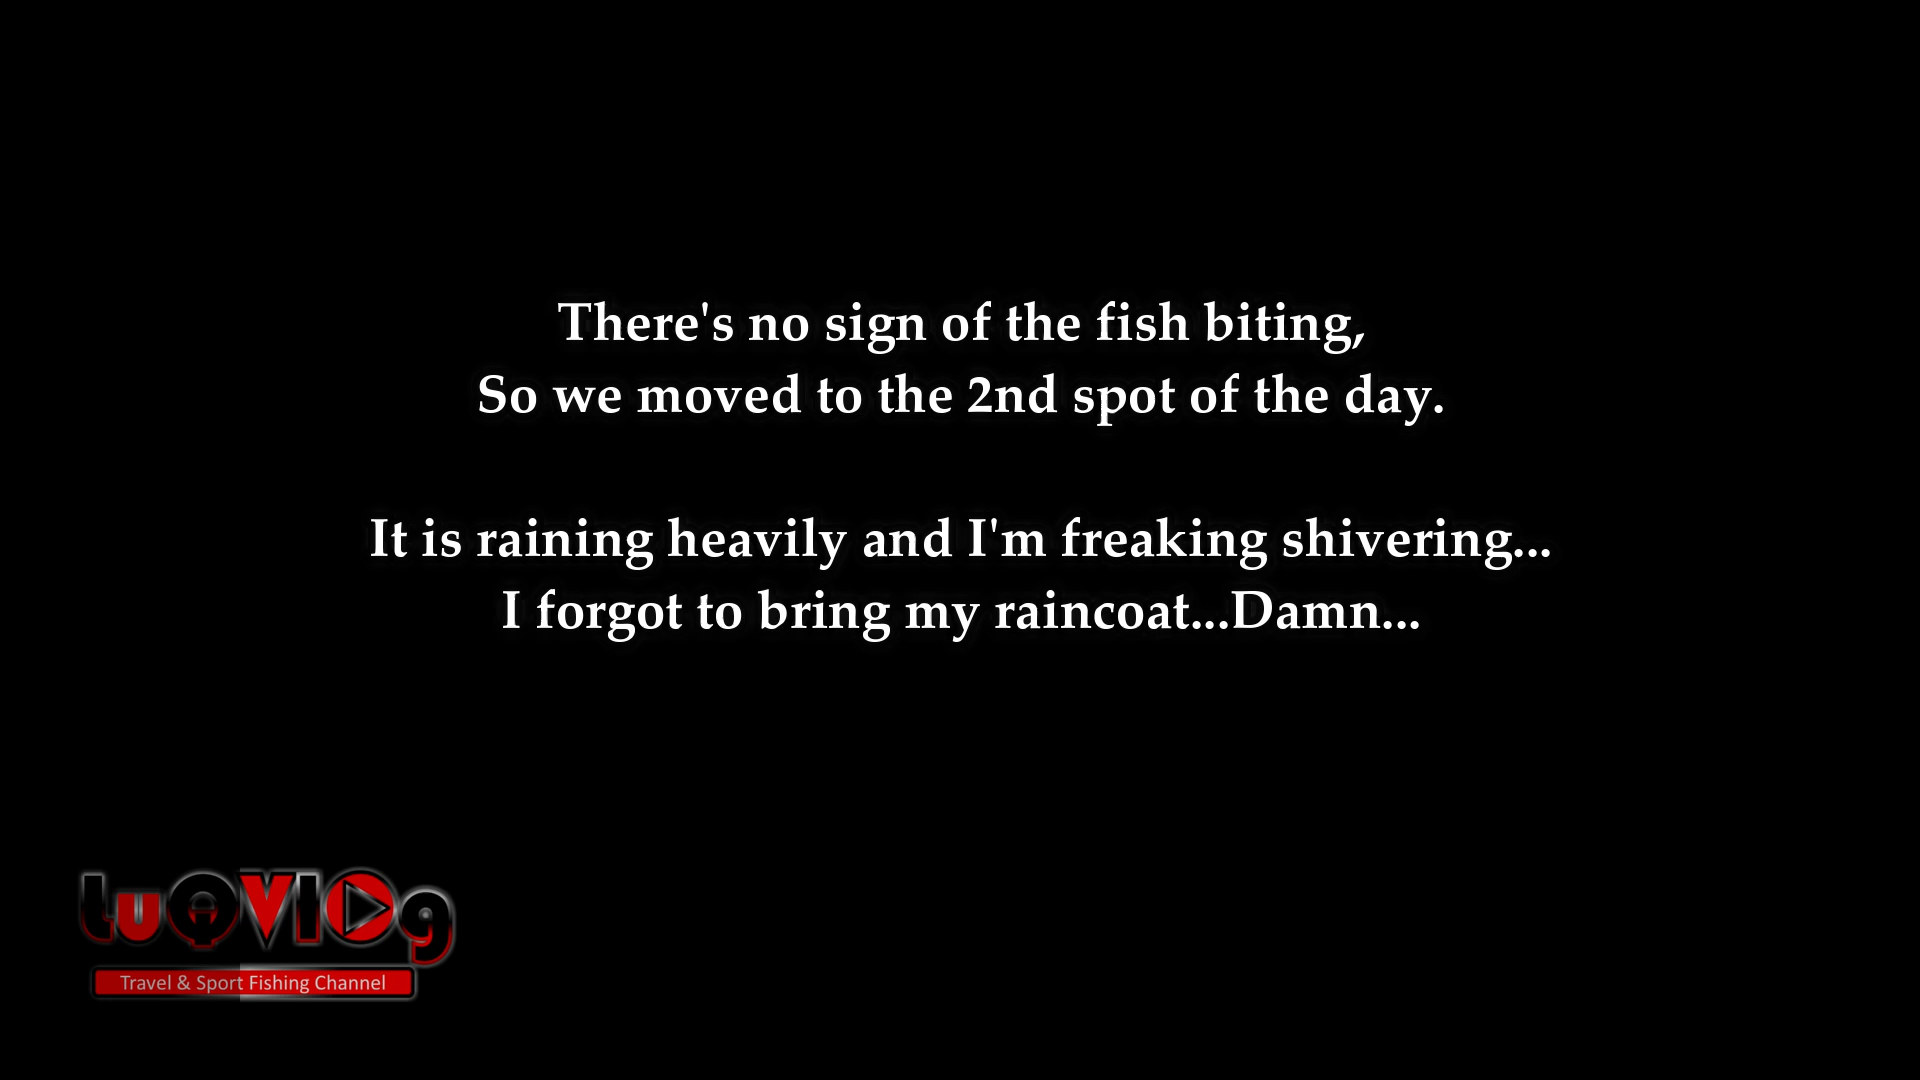 There's no sign of the fish biting,
So we moved to the 2nd spot of the day.
It is raining heavily and I'm freaking shivering...
I forgot to bring my raincoat...Damn...
LuQVlOg
Travel & Sport Fishing Channel